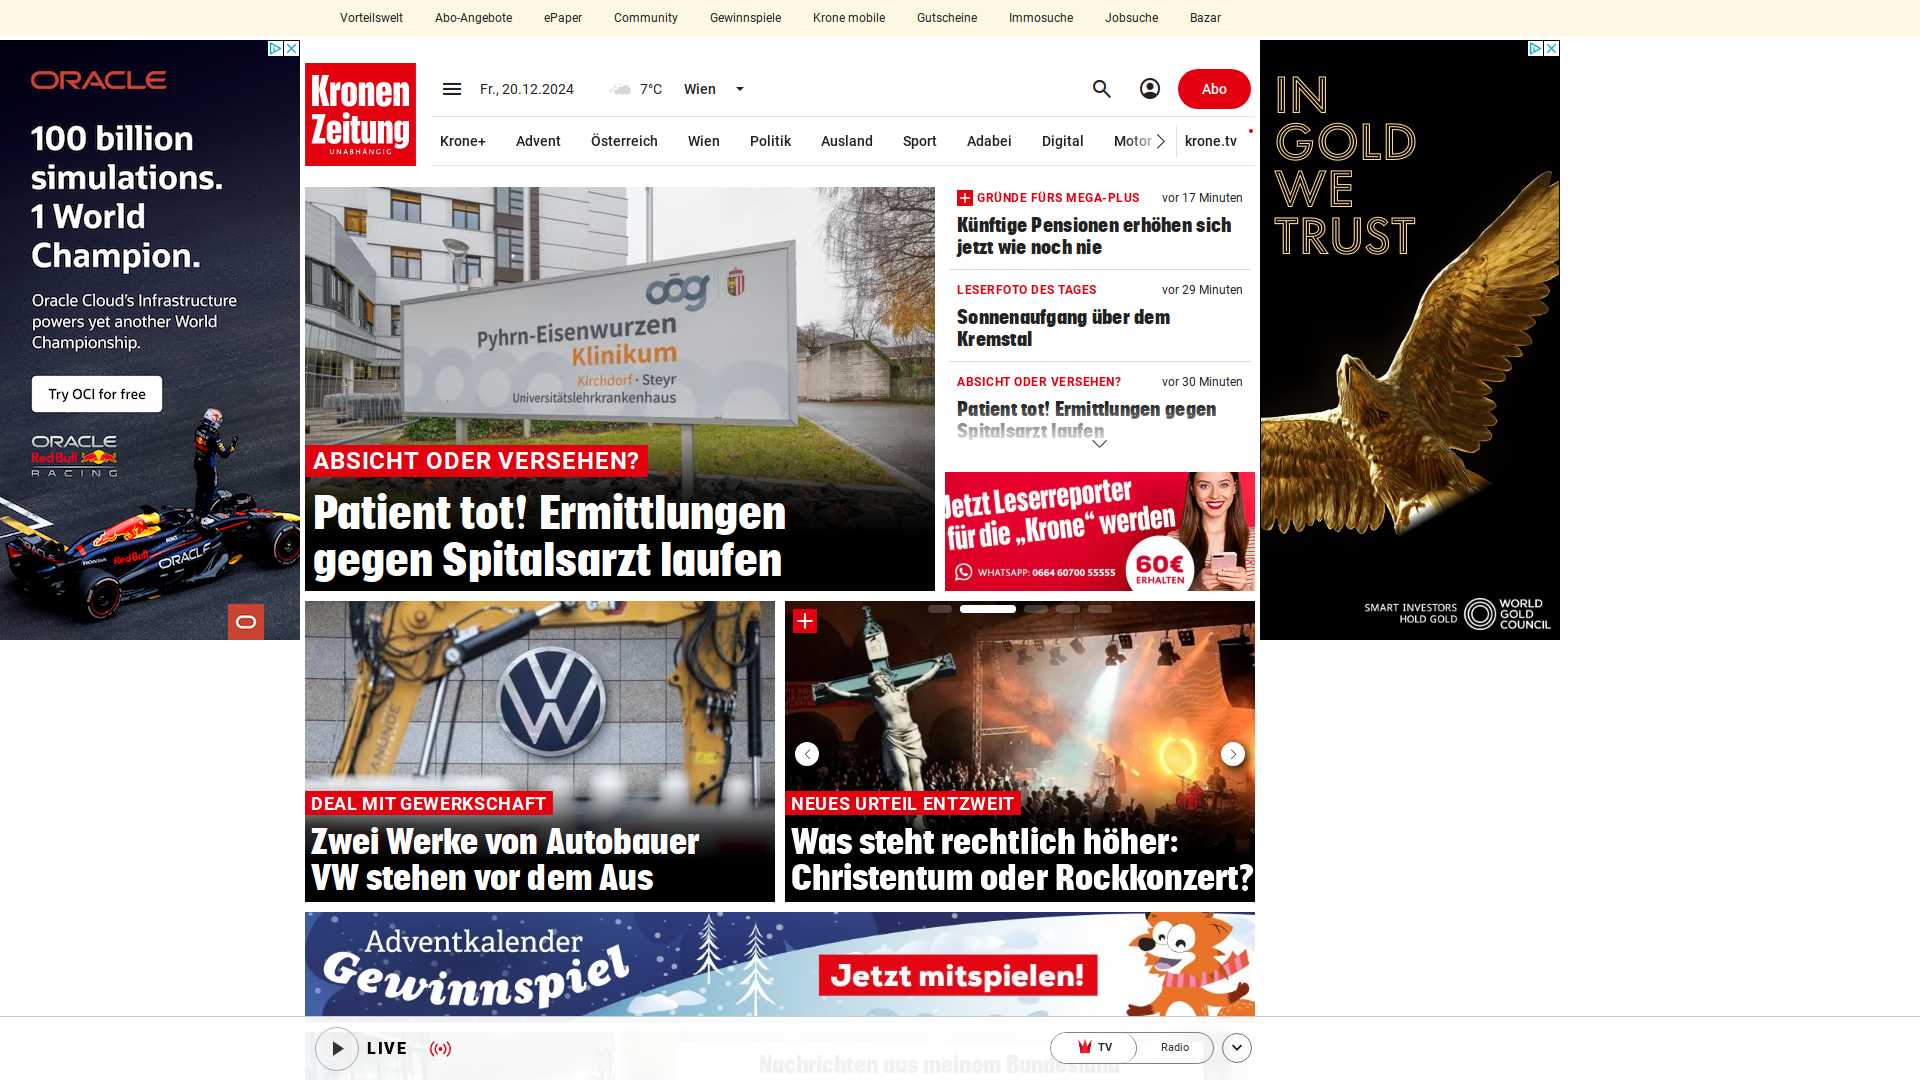 Vorteilswelt Abo-Angebote ePaper Community Gewinnspiele Krone mobile Gutscheine Immosuche Jobsuche Bazar
ORACLE
100 billion
simulations.
1 World
Champion.
Oracle Cloud's Infrastructure
powers yet another World
Championship.
Try OCI for free
ORACLE
Red Bull
RACING
ORACLE
Kronen
Zeitung
UNABHÄNGIG
Fr., 20.12.2024 7°C Wien
Abo
Krone+ Advent Österreich Wien Politik Ausland Sport Adabei Digital Motor krone.tv
oög
Pyhrn-Eisenwurzen
Klinikum
Kirchdorf · Steyr
Universitätslehrkrankenhaus
ABSICHT ODER VERSEHEN?
Patient tot! Ermittlungen
gegen Spitalsarzt laufen
GRÜNDE FÜRS MEGA-PLUS vor 17 Minuten
Künftige Pensionen erhöhen sich
jetzt wie noch nie
LESERFOTO DES TAGES vor 29 Minuten
Sonnenaufgang über dem
Kremstal
ABSICHT ODER VERSEHEN? vor 30 Minuten
Patient tot! Ermittlungen gegen
Spitalsarzt laufen
Jetzt Leserreporter
für die „Krone“ werden
WHATSAPP: 0664 60700 55555
60€
ERHALTEN
IN
GOLD
WE
TRUST
SMART INVESTORS
HOLD GOLD
WORLD
GOLD
COUNCIL
DEAL MIT GEWERKSCHAFT
Zwei Werke von Autobauer
VW stehen vor dem Aus
NEUES URTEIL ENTZWEIT
Was steht rechtlich höher:
Christentum oder Rockkonzert?
Adventkalender
Gewinnspiel
Jetzt mitspielen!
LIVE
TV Radio
Nachrichten aus meinem Bundesland